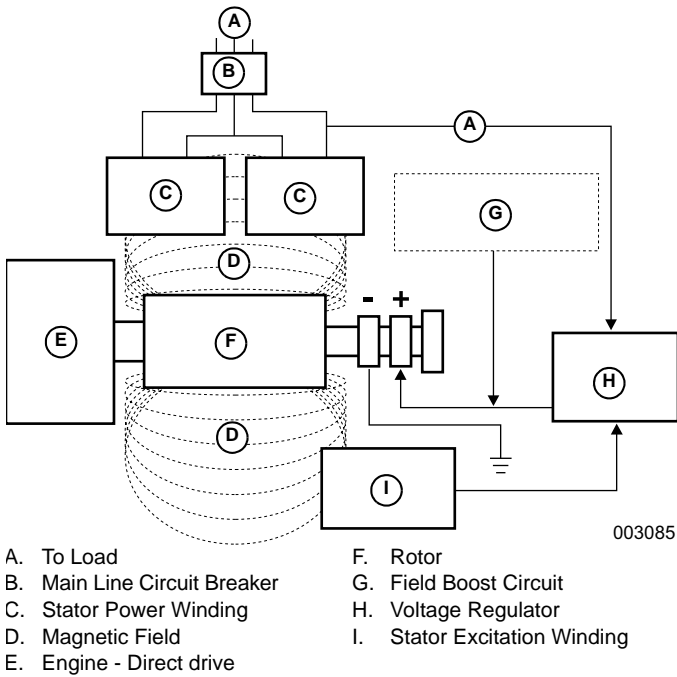 A
B
A
C
C
G
D
- +
E
F
H
D
I
003085
A. To Load
B. Main Line Circuit Breaker
C. Stator Power Winding
D. Magnetic Field
E. Engine - Direct drive
F. Rotor
G. Field Boost Circuit
H. Voltage Regulator
I. Stator Excitation Winding